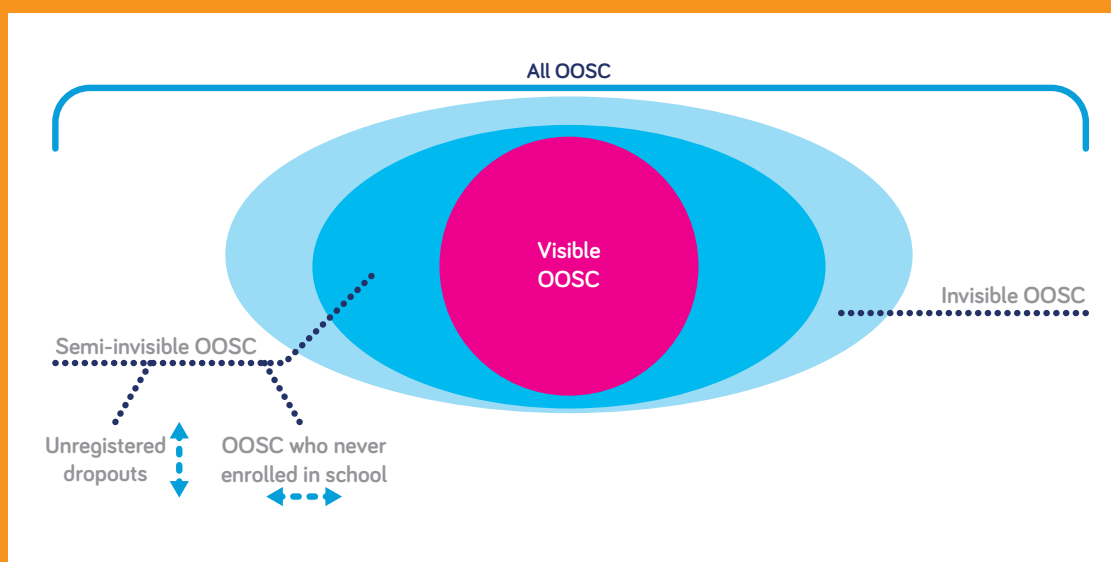 All OOSC
Visible
OOSC
Invisible OOSC
Semi-invisible OOSC
Unregistered
dropouts
OOSC who never
enrolled in school